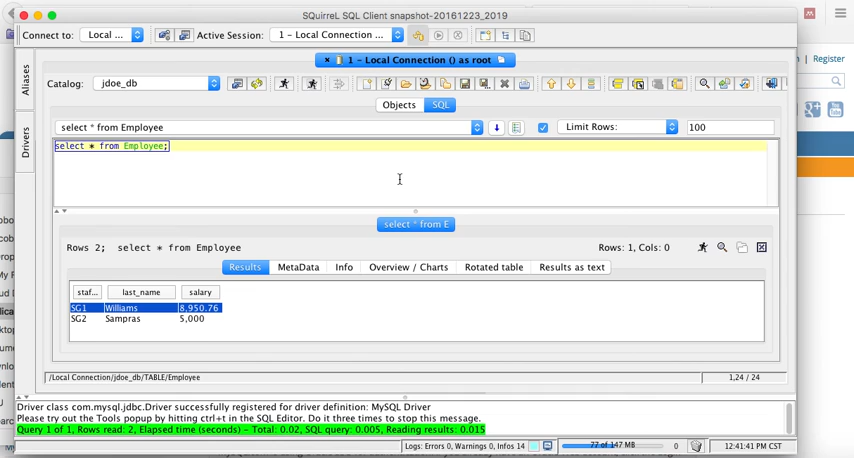 SQuirreL SQL Client snapshot-20161223_2019
Connect to: Local ... Active Session: 1 - Local Connection ...
Register
× 1 - Local Connection () as root
Aliases
Drivers
Catalog: jdoe_db
Objects SQL
select * from Employee Limit Rows: 100
select * from Employee;
select * from E
Rows 2; select * from Employee Rows: 1, Cols: 0
Results MetaData Info Overview / Charts Rotated table Results as text
staf... last_name salary
SG1 Williams 8,950.76
SG2 Sampras 5,000
/Local Connection/jdoe_db/TABLE/Employee 1,24 / 24
Driver class com.mysql.jdbc.Driver successfully registered for driver definition: MySQL Driver
Please try out the Tools popup by hitting ctrl+t in the SQL Editor. Do it three times to stop this message.
Query 1 of 1, Rows read: 2, Elapsed time (seconds) - Total: 0.02, SQL query: 0.005, Reading results: 0.015
Logs: Errors 0, Warnings 0, Infos 14 77 of 147 MB 0 12:41:41 PM CST